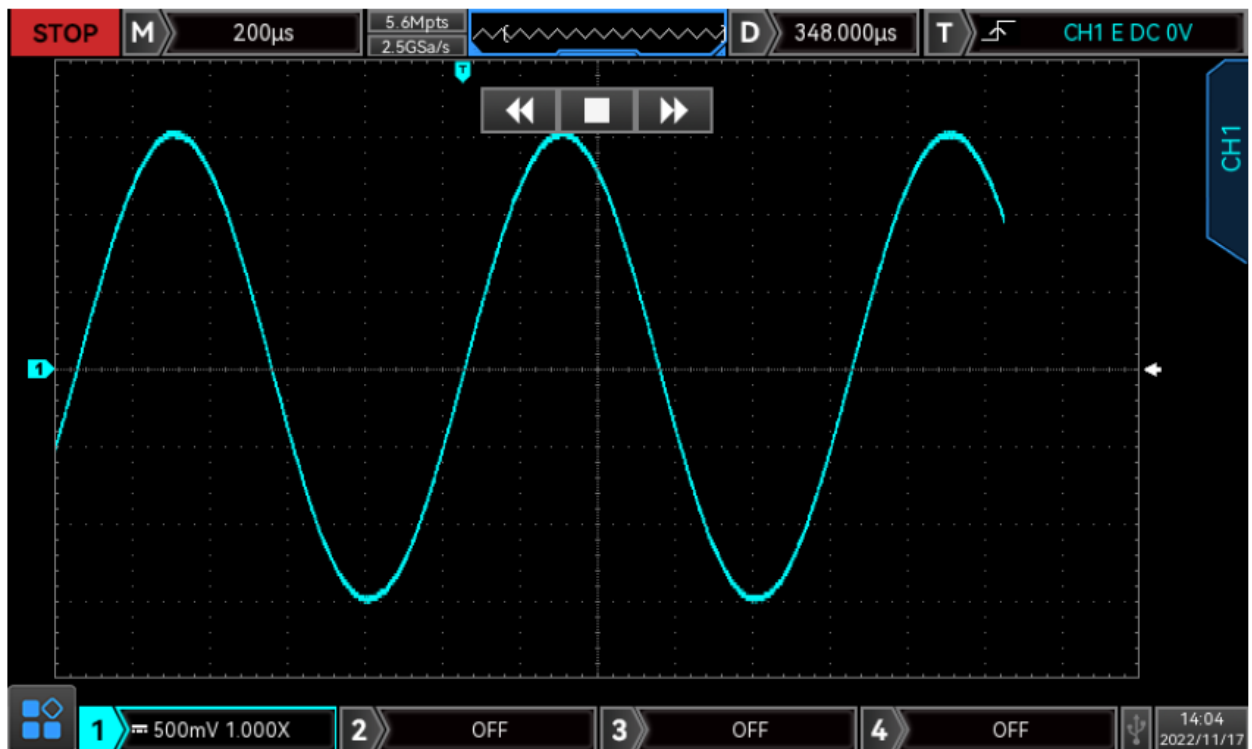 STOP
M
200µs
5.6Mpts
2.5GSa/s
D
348.000µs
T
CH1 E DC 0V
T
CH1
1
1
500mV 1.000X
2
OFF
3
OFF
4
OFF
14:04
2022/11/17